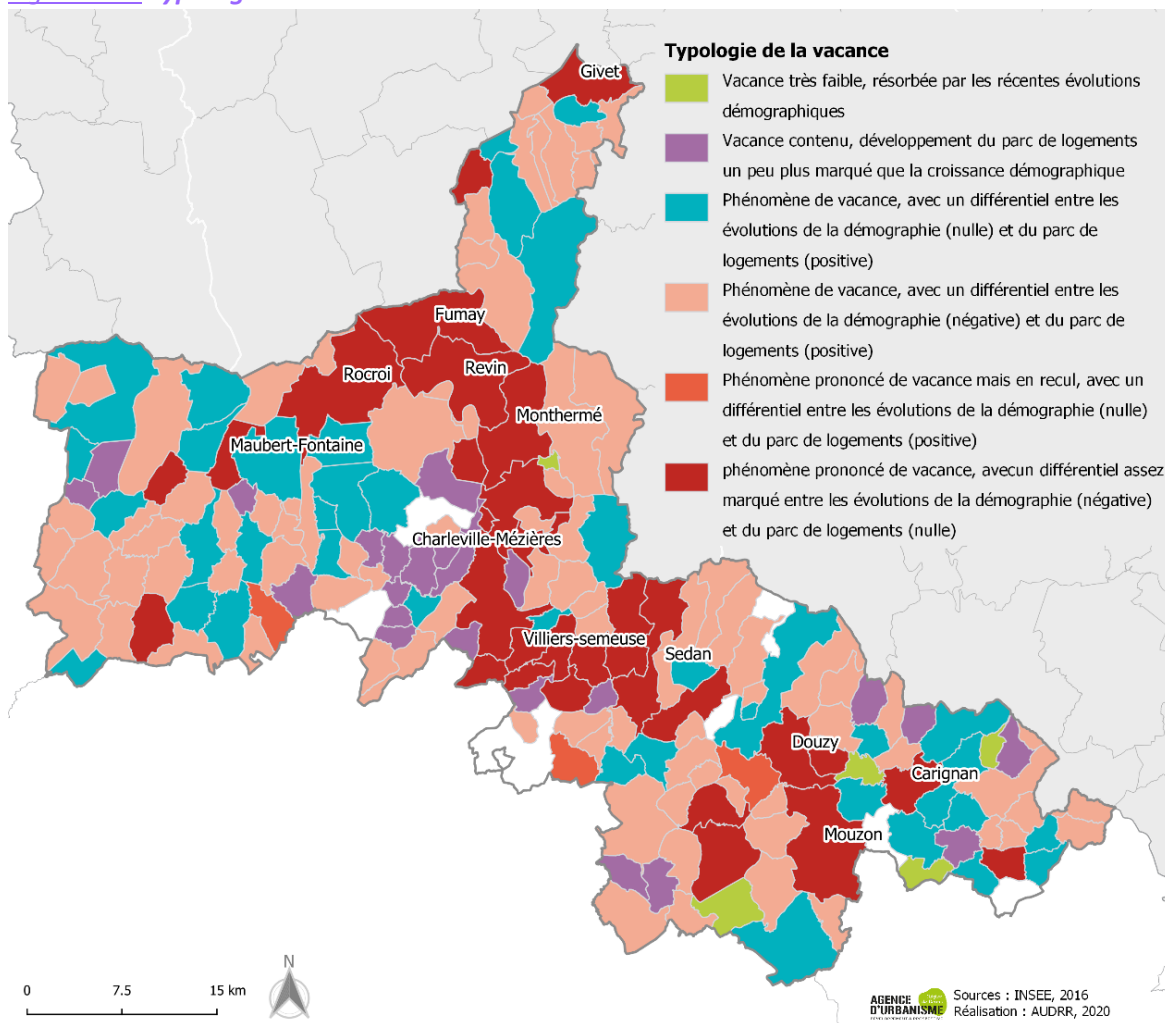 Typologie de la vacance
Vacance très faible, résorbée par les récentes évolutions
démographiques
Vacance contenu, développement du parc de logements
un peu plus marqué que la croissance démographique
Phénomène de vacance, avec un différentiel entre les
évolutions de la démographie (nulle) et du parc de
logements (positive)
Phénomène de vacance, avec un différentiel entre les
évolutions de la démographie (négative) et du parc de
logements (positive)
Phénomène prononcé de vacance mais en recul, avec un
différentiel entre les évolutions de la démographie (nulle)
et du parc de logements (positive)
phénomène prononcé de vacance, avecun différentiel assez
marqué entre les évolutions de la démographie (négative)
et du parc de logements (nulle)
Givet
Fumay
Revin
Rocroi
Monthermé
Maubert-Fontaine
Charleville-Mézières
Villiers-semeuse
Sedan
Douzy
Carignan
Mouzon
N
0 7.5 15 km
AGENCE
D'URBANISME
Sources : INSEE, 2016
Réalisation : AUDRR, 2020